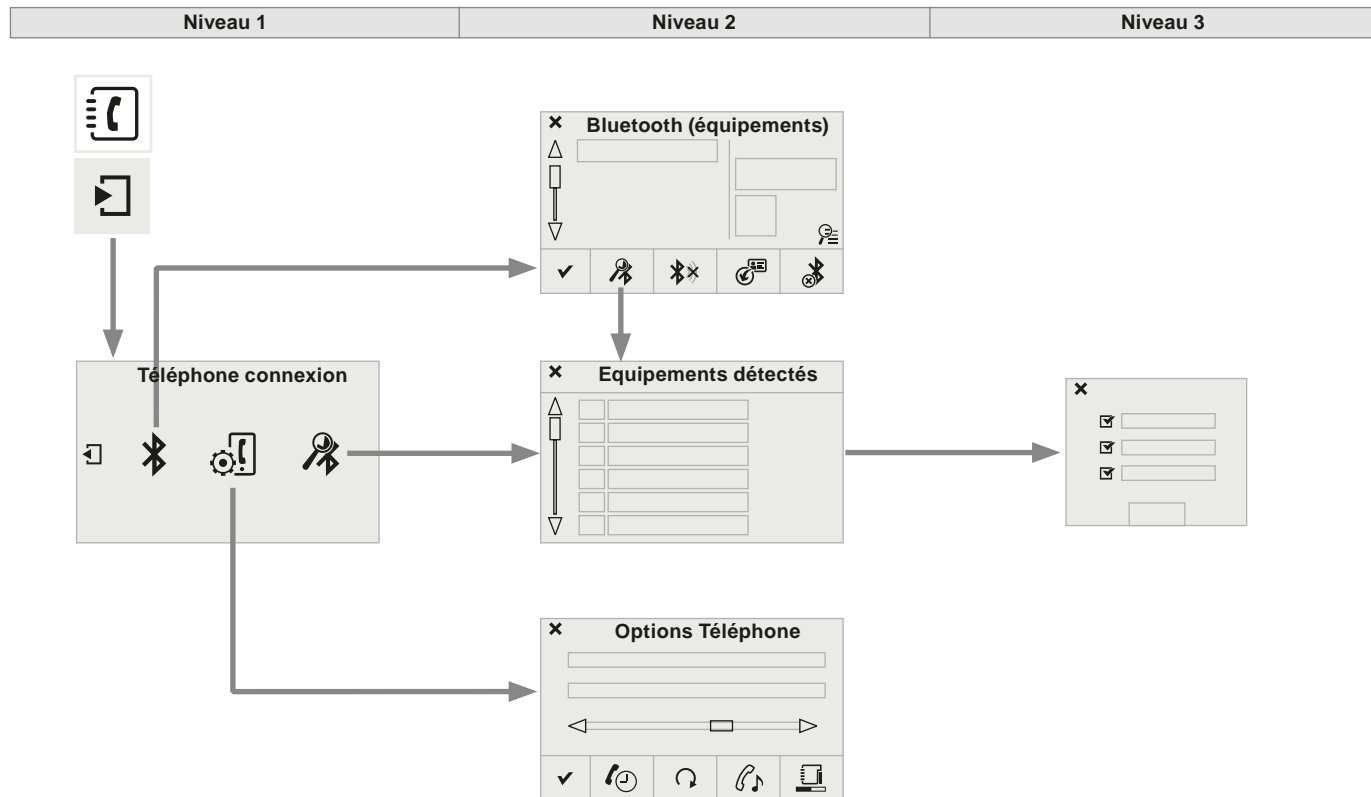 Niveau 1
Niveau 2
Niveau 3
Bluetooth (équipements)
Téléphone connexion
Equipements détectés
Options Téléphone